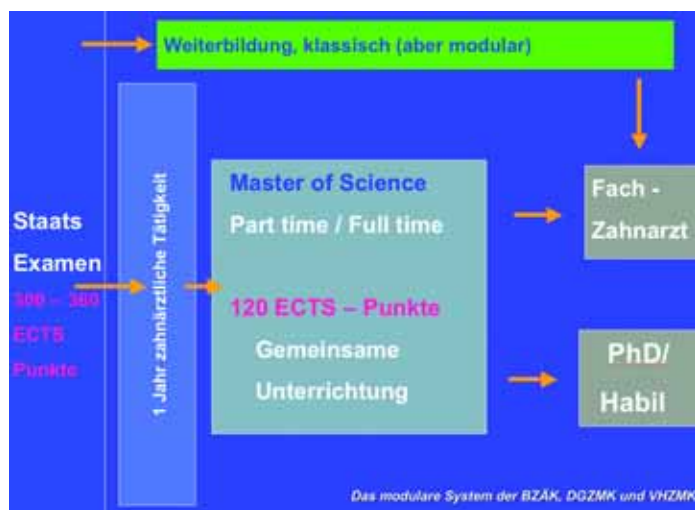 Weiterbildung, klassisch (aber modular)
Staats
Examen
300 – 360
ECTS
Punkte
1 Jahr zahnärztliche Tätigkeit
Master of Science
Part time / Full time
120 ECTS – Punkte
Gemeinsame
Unterrichtung
Fach -
Zahnarzt
PhD/
Habil
Das modulare System der BZÄK, DGZMK und VHZMK